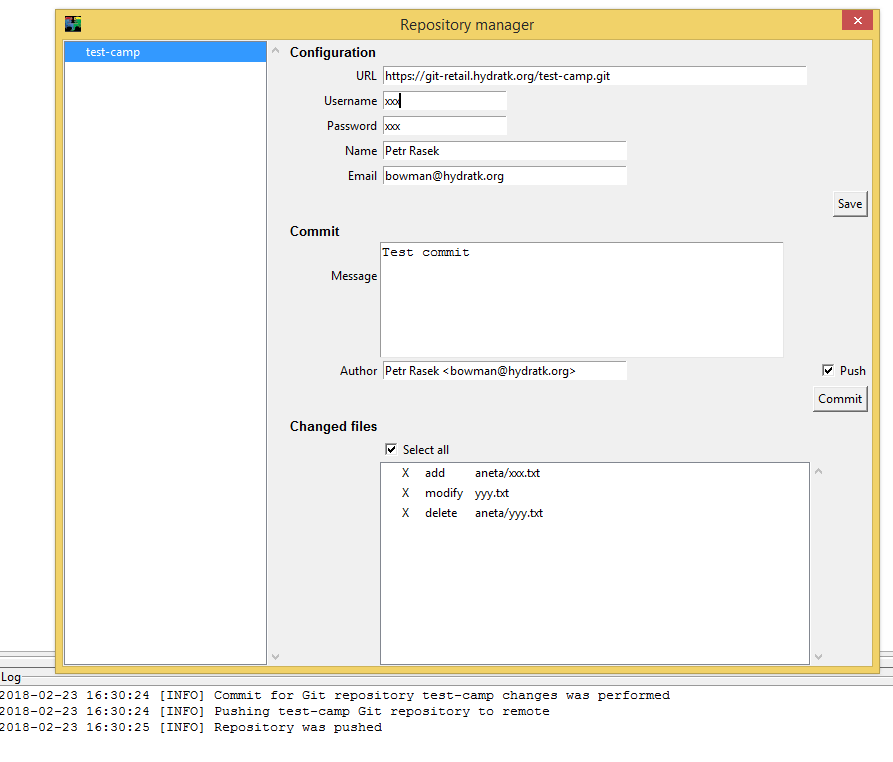 Repository manager
test-camp
Configuration
URL https://git-retail.hydratk.org/test-camp.git
Username xxx
Password xxx
Name Petr Rasek
Email bowman@hydratk.org
Save
Commit
Message Test commit
Author Petr Rasek <bowman@hydratk.org> Push
Commit
Changed files
Select all
X add aneta/xxx.txt
X modify yyy.txt
X delete aneta/yyy.txt
Log
2018-02-23 16:30:24 [INFO] Commit for Git repository test-camp changes was performed
2018-02-23 16:30:24 [INFO] Pushing test-camp Git repository to remote
2018-02-23 16:30:25 [INFO] Repository was pushed